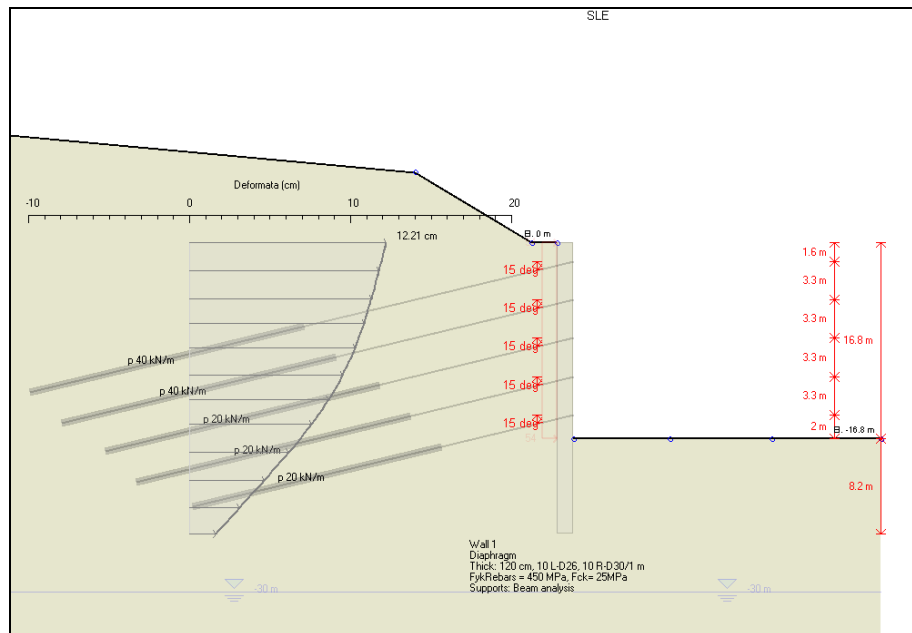 SLE
Deformata (cm)
-10
0
10
20
12.21 cm
El. 0 m
1.6 m
15 deg
3.3 m
15 deg
3.3 m
16.8 m
15 deg
3.3 m
p 40 kN/m
15 deg
3.3 m
p 40 kN/m
15 deg
2 m
p 20 kN/m
54
El. -16.8 m
p 20 kN/m
p 20 kN/m
8.2 m
Wall 1
Diaphragm
Thick: 120 cm, 10 L-D26, 10 R-D30/1 m
FykRebars = 450 MPa, Fck= 25MPa
Supports: Beam analysis
-30 m
-30 m